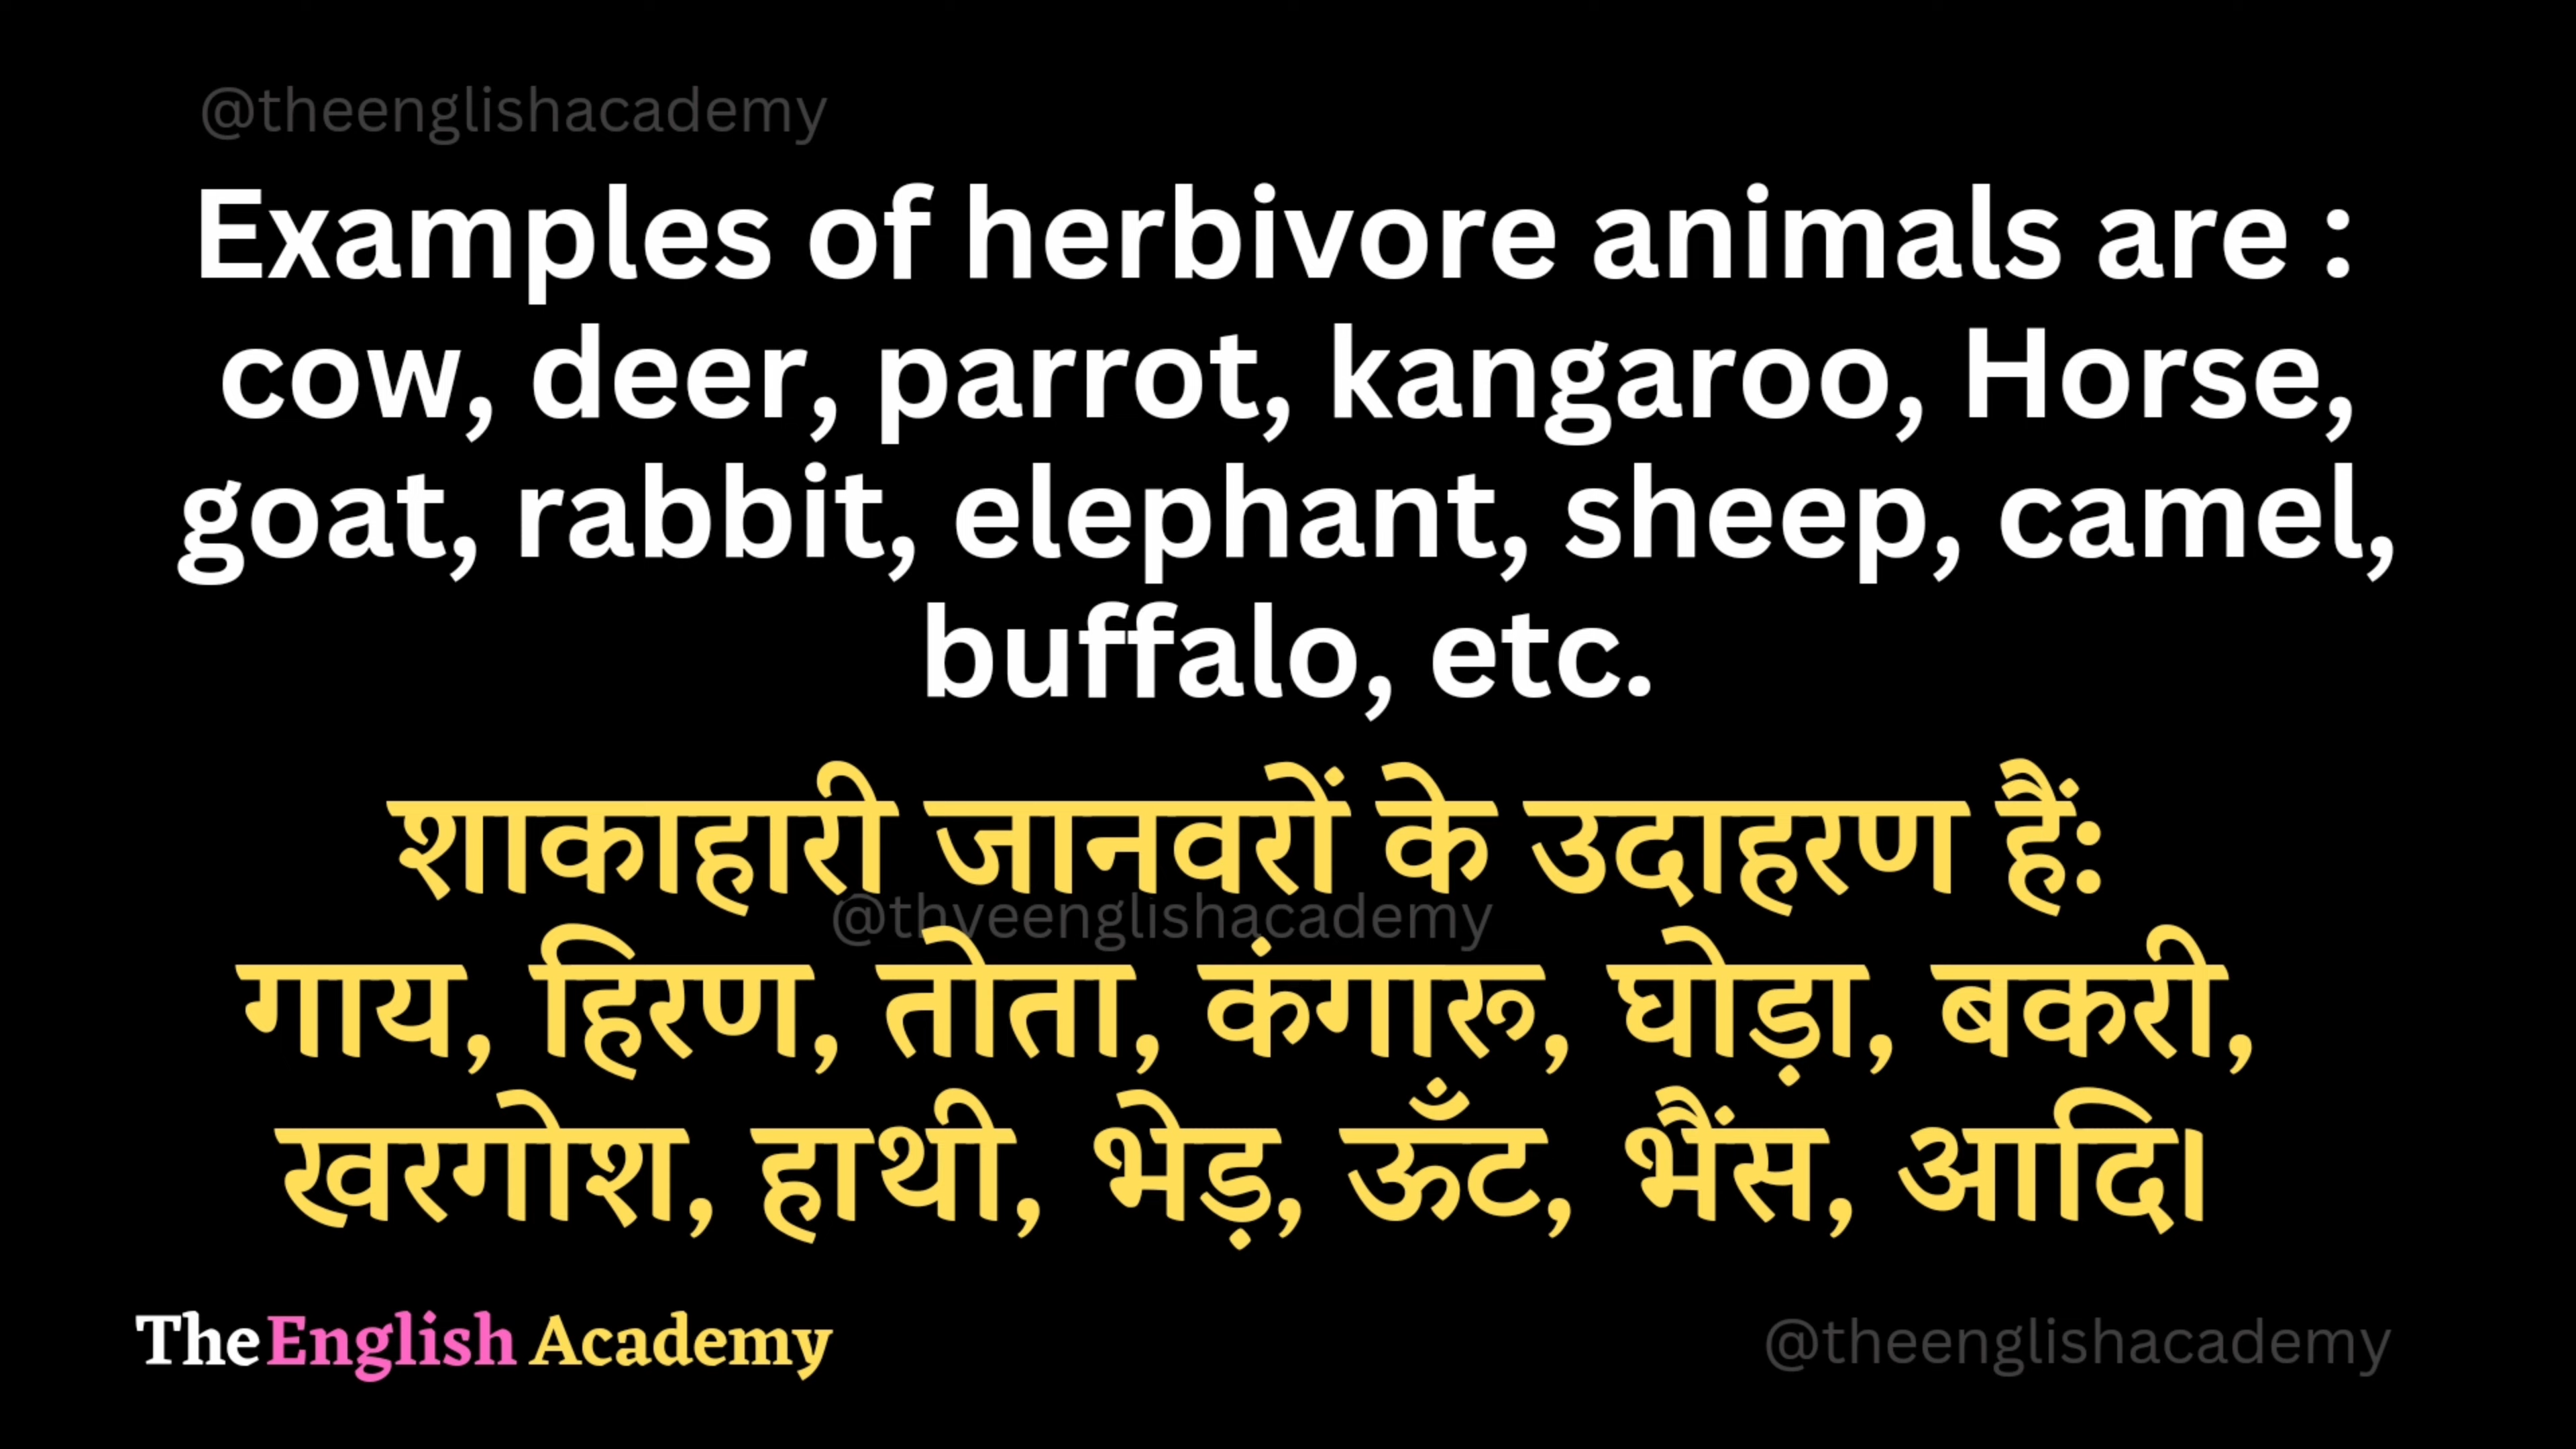 @theenglishacademy
Examples of herbivore animals are :
cow, deer, parrot, kangaroo, Horse,
goat, rabbit, elephant, sheep, camel,
buffalo, etc.
शाकाहारी जानवरों के उदाहरण हैं:
@thveenglishacademy
गाय, हिरण, तोता, कंगारू, घोड़ा, बकरी,
खरगोश, हाथी, भेड़, ऊँट, भैंस, आदि।
The English Academy
@theenglishacademy